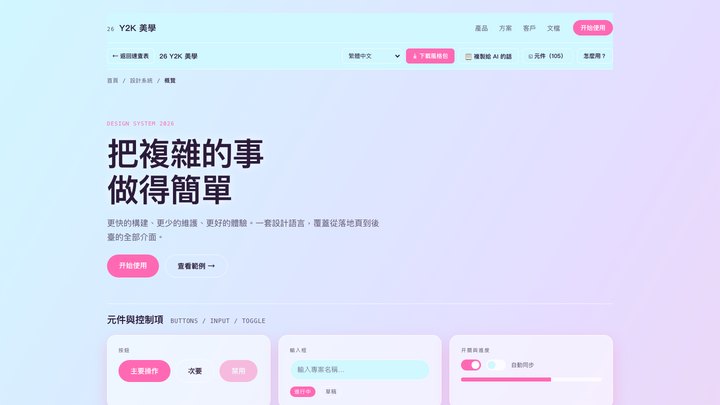 26 Y2K 美學
產品 方案 客戶 文檔 开始使用
← 返回速查表 26 Y2K 美學 繁體中文 下載風格包 複製給 AI 的話 元件（105） 怎麼用？
首頁 / 設計系統 / 概覽
DESIGN SYSTEM 2026
把複雜的事
做得簡單
更快的構建、更少的維護、更好的體驗。一套設計語言，覆蓋從落地頁到後
臺的全部介面。
开始使用 查看範例 →
元件與控制項 BUTTONS / INPUT / TOGGLE
按鈕
主要操作 次要 禁用
輸入框
輸入專案名稱...
進行中 草稿
开關與進度
自動同步